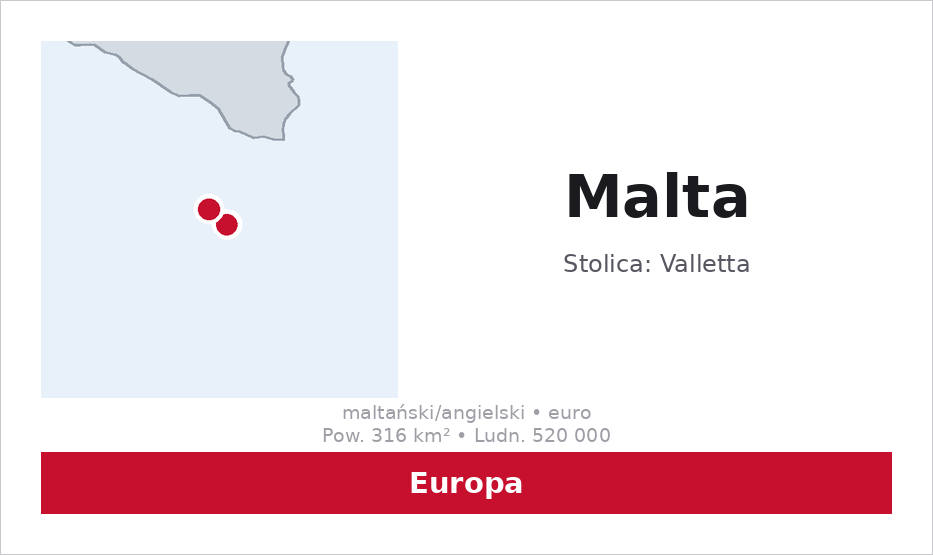 Malta
Stolica: Valletta
maltański/angielski • euro
Pow. 316 km² • Ludn. 520 000
Europa